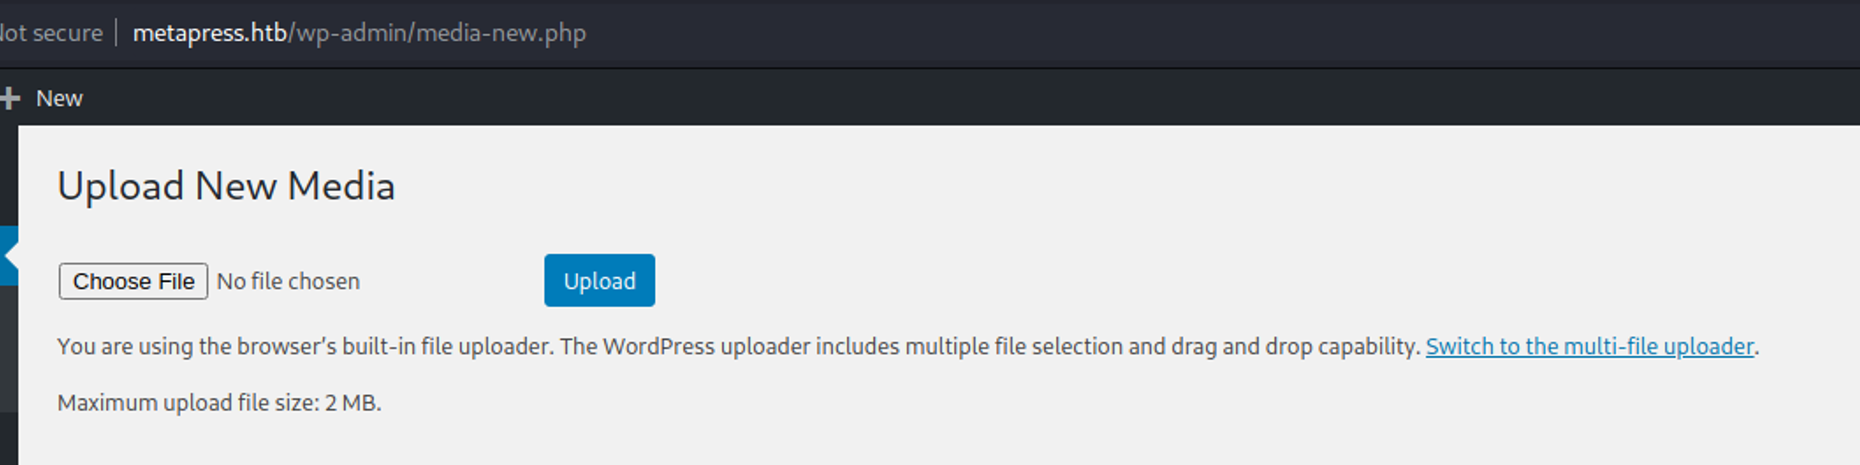 Not secure metapress.htb/wp-admin/media-new.php
+ New
Upload New Media
Choose File No file chosen Upload
You are using the browser’s built-in file uploader. The WordPress uploader includes multiple file selection and drag and drop capability. Switch to the multi-file uploader.
Maximum upload file size: 2 MB.